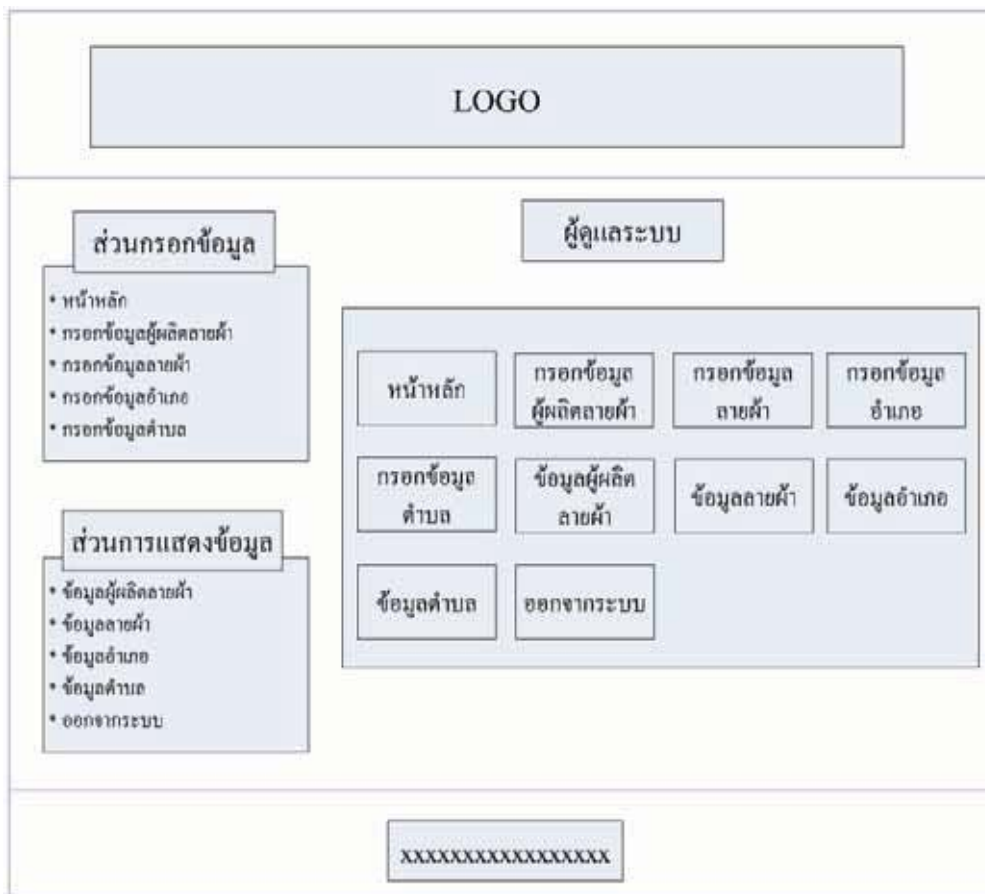 LOGO
ส่วนกรอกข้อมูล
* หน้าหลัก
* กรอกข้อมูลผู้ผลิตลายผ้า
* กรอกข้อมูลลายผ้า
* กรอกข้อมูลอำเภอ
* กรอกข้อมูลตำบล
ส่วนการแสดงข้อมูล
* ข้อมูลผู้ผลิตลายผ้า
* ข้อมูลลายผ้า
* ข้อมูลอำเภอ
* ข้อมูลตำบล
* ออกจากระบบ
ผู้ดูแลระบบ
หน้าหลัก
กรอกข้อมูล
ผู้ผลิตลายผ้า
กรอกข้อมูล
ลายผ้า
กรอกข้อมูล
อำเภอ
กรอกข้อมูล
ตำบล
ข้อมูลผู้ผลิต
ลายผ้า
ข้อมูลลายผ้า
ข้อมูลอำเภอ
ข้อมูลตำบล
ออกจากระบบ
xxxxxxxxxxxxxxxxx